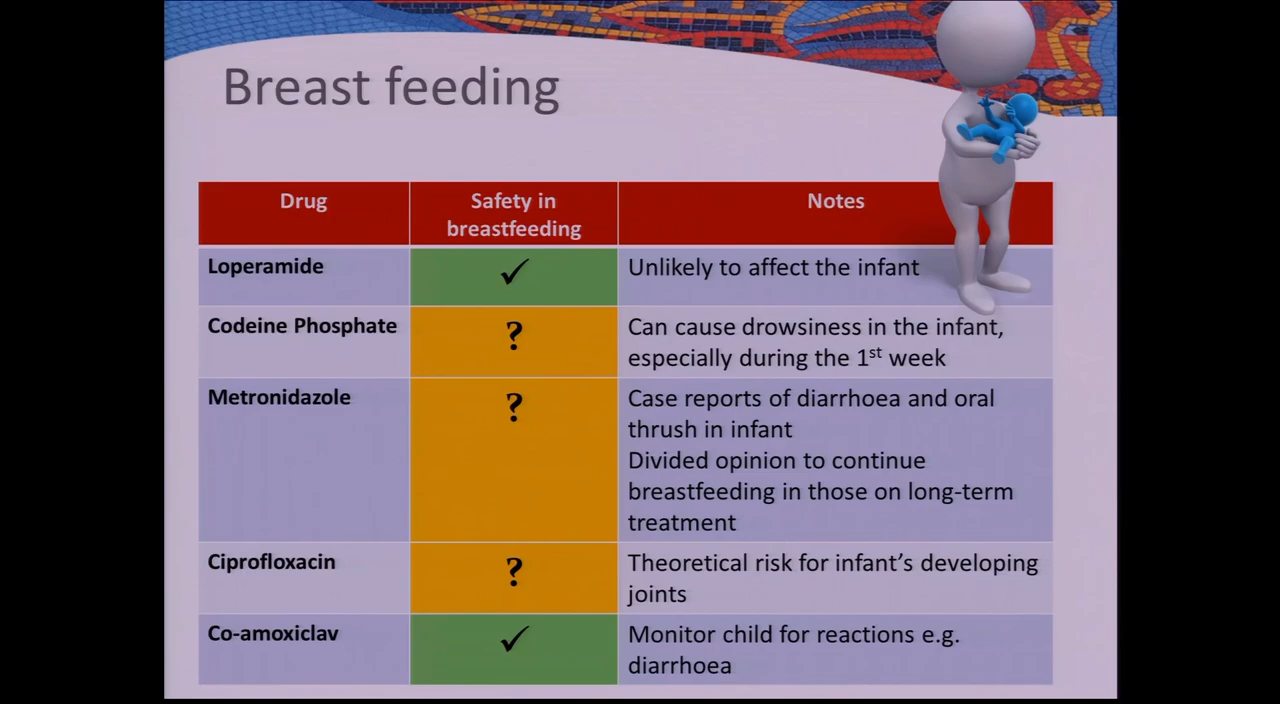 Breast feeding
Drug
Safety in
breastfeeding
Notes
Loperamide
✓
Unlikely to affect the infant
Codeine Phosphate
?
Can cause drowsiness in the infant,
especially during the 1st week
Metronidazole
?
Case reports of diarrhoea and oral
thrush in infant
Divided opinion to continue
breastfeeding in those on long-term
treatment
Ciprofloxacin
?
Theoretical risk for infant's developing
joints
Co-amoxiclav
✓
Monitor child for reactions e.g.
diarrhoea